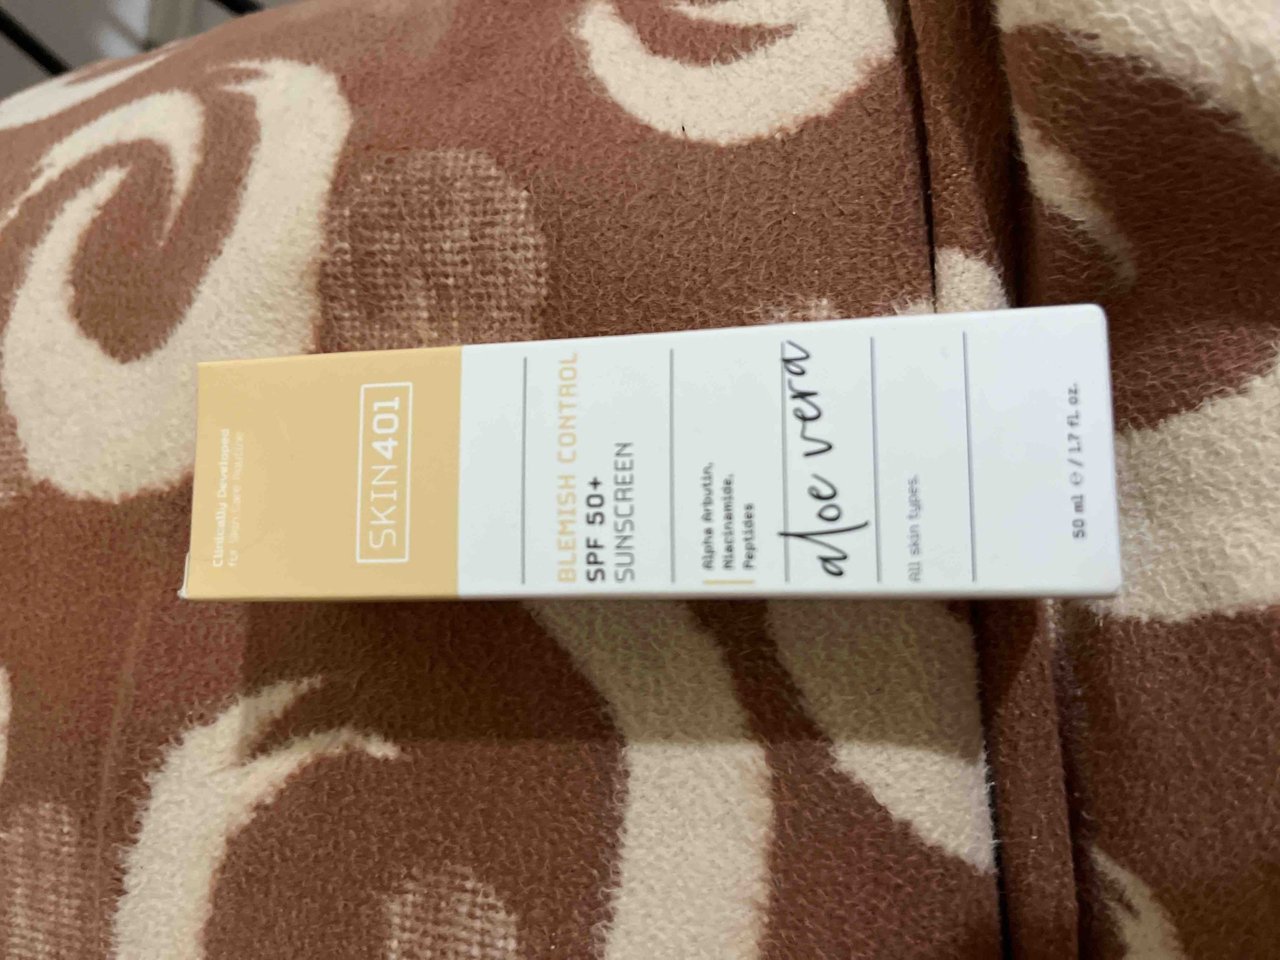 Clinically Developed
for Skin Care Routine
SKIN401
BLEMISH CONTROL
SPF 50+
SUNSCREEN
Alpha Arbutin,
Niacinamide,
Peptides
aloe vera
All skin types.
50 ml ℮ / 1.7 fl. oz.